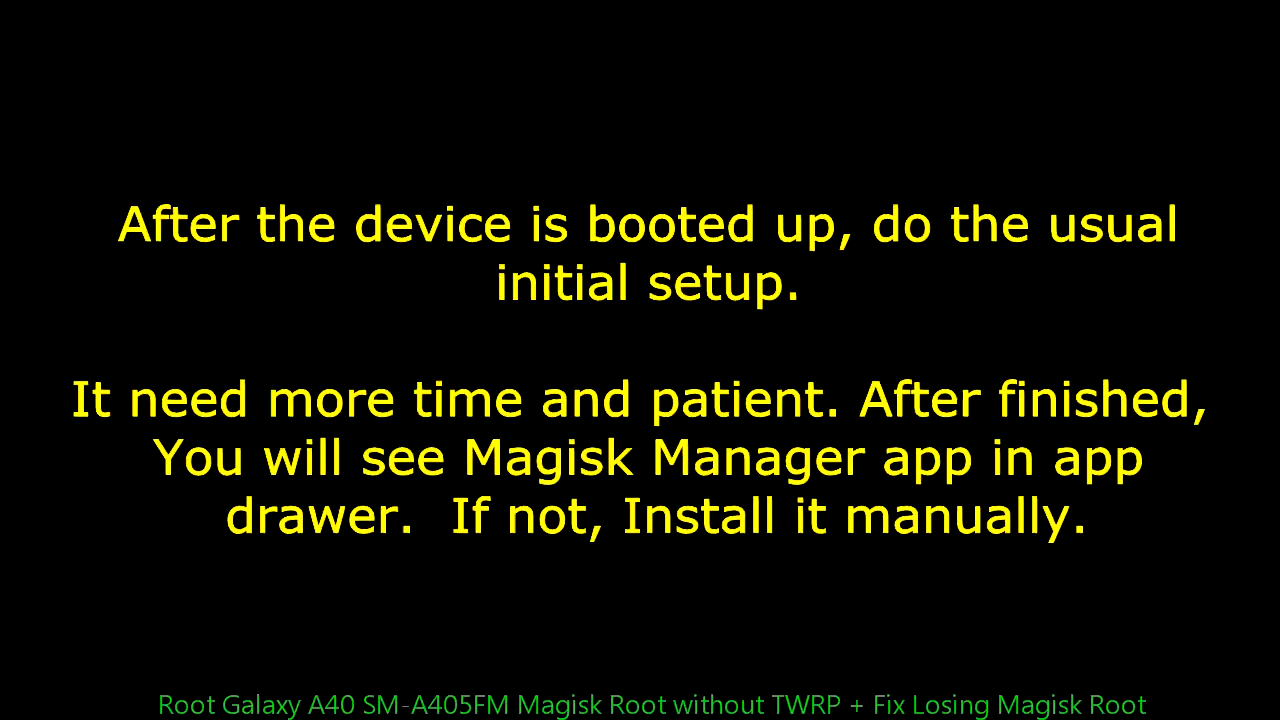 After the device is booted up, do the usual
initial setup.
It need more time and patient. After finished,
You will see Magisk Manager app in app
drawer.  If not, Install it manually.
Root Galaxy A40 SM-A405FM Magisk Root without TWRP + Fix Losing Magisk Root